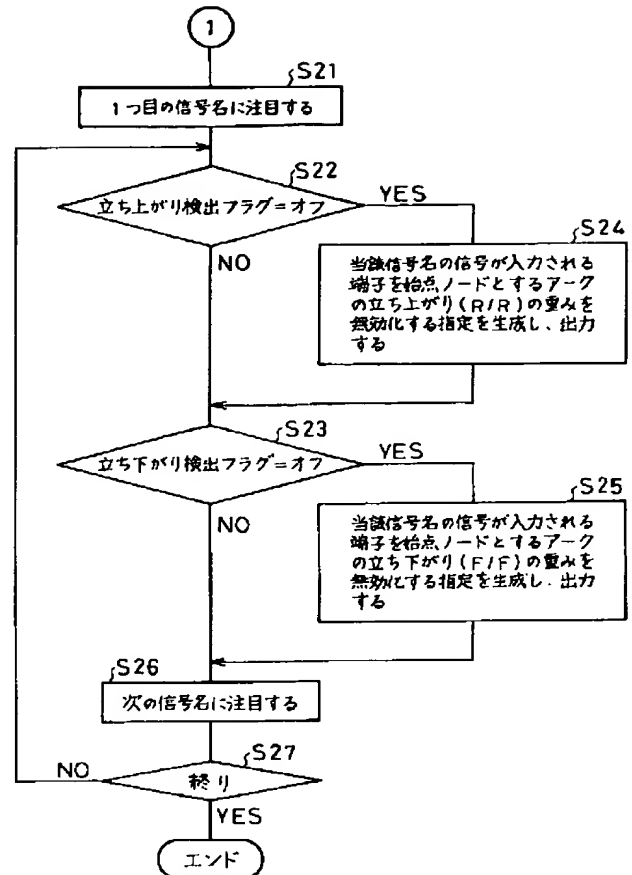 1
S21
1つ目の信号名に注目する
S22
立ち上がり検出フラグ=オフ
YES
NO
S24
当該信号名の信号が入力される
端子を始点ノードとするアーク
の立ち上がり(R/R)の重みを
無効化する指定を生成し、出力
する
S23
立ち下がり検出フラグ=オフ
YES
NO
S25
当該信号名の信号が入力される
端子を始点ノードとするアーク
の立ち下がり(F/F)の重みを
無効化する指定を生成し、出力
する
S26
次の信号名に注目する
S27
終り
NO
YES
エンド